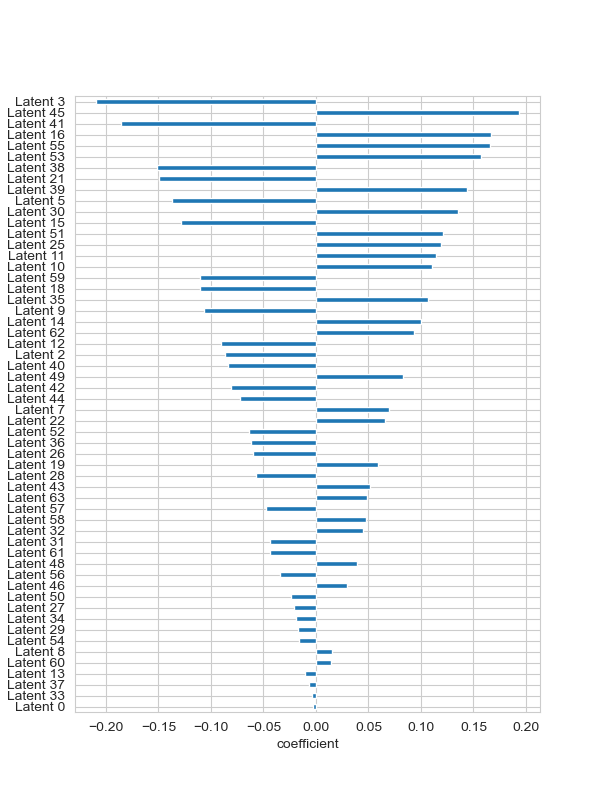 Latent 3
Latent 45
Latent 41
Latent 16
Latent 55
Latent 53
Latent 38
Latent 21
Latent 39
Latent 5
Latent 30
Latent 15
Latent 51
Latent 25
Latent 11
Latent 10
Latent 59
Latent 18
Latent 35
Latent 9
Latent 14
Latent 62
Latent 12
Latent 2
Latent 40
Latent 49
Latent 42
Latent 44
Latent 7
Latent 22
Latent 52
Latent 36
Latent 26
Latent 19
Latent 28
Latent 43
Latent 63
Latent 57
Latent 58
Latent 32
Latent 31
Latent 61
Latent 48
Latent 56
Latent 46
Latent 50
Latent 27
Latent 34
Latent 29
Latent 54
Latent 8
Latent 60
Latent 13
Latent 37
Latent 33
Latent 0
−0.20 −0.15 −0.10 −0.05 0.00 0.05 0.10 0.15 0.20
coefficient